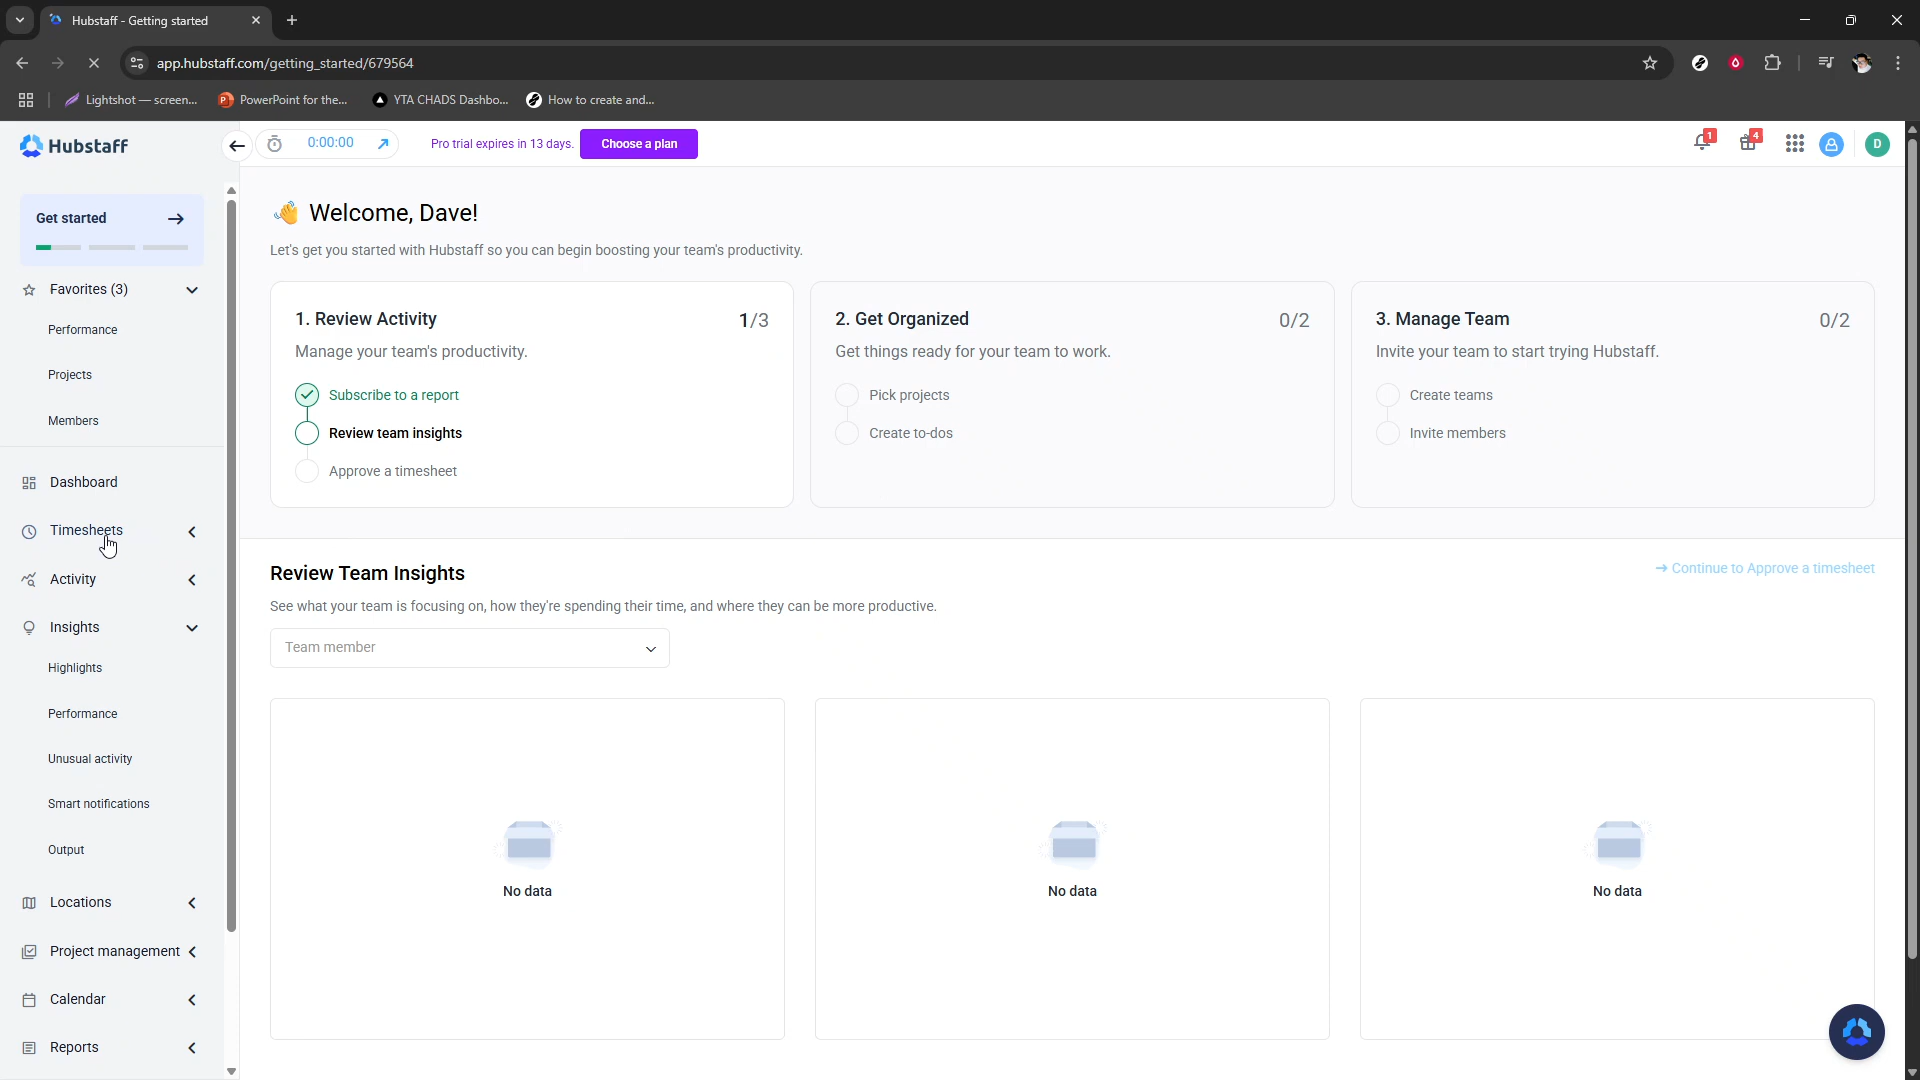 Hubstaff - Getting started
app.hubstaff.com/getting_started/679564
Lightshot — screen...
PowerPoint for the...
YTA CHADS Dashbo...
How to create and...
Hubstaff
0:00:00
Pro trial expires in 13 days.
Choose a plan
1
4
D
Get started
Favorites (3)
Performance
Projects
Members
Dashboard
Timesheets
Activity
Insights
Highlights
Performance
Unusual activity
Smart notifications
Output
Locations
Project management
Calendar
Reports
Welcome, Dave!
Let's get you started with Hubstaff so you can begin boosting your team's productivity.
1. Review Activity
1/3
Manage your team's productivity.
Subscribe to a report
Review team insights
Approve a timesheet
2. Get Organized
0/2
Get things ready for your team to work.
Pick projects
Create to-dos
3. Manage Team
0/2
Invite your team to start trying Hubstaff.
Create teams
Invite members
Review Team Insights
Continue to Approve a timesheet
See what your team is focusing on, how they're spending their time, and where they can be more productive.
Team member
No data
No data
No data